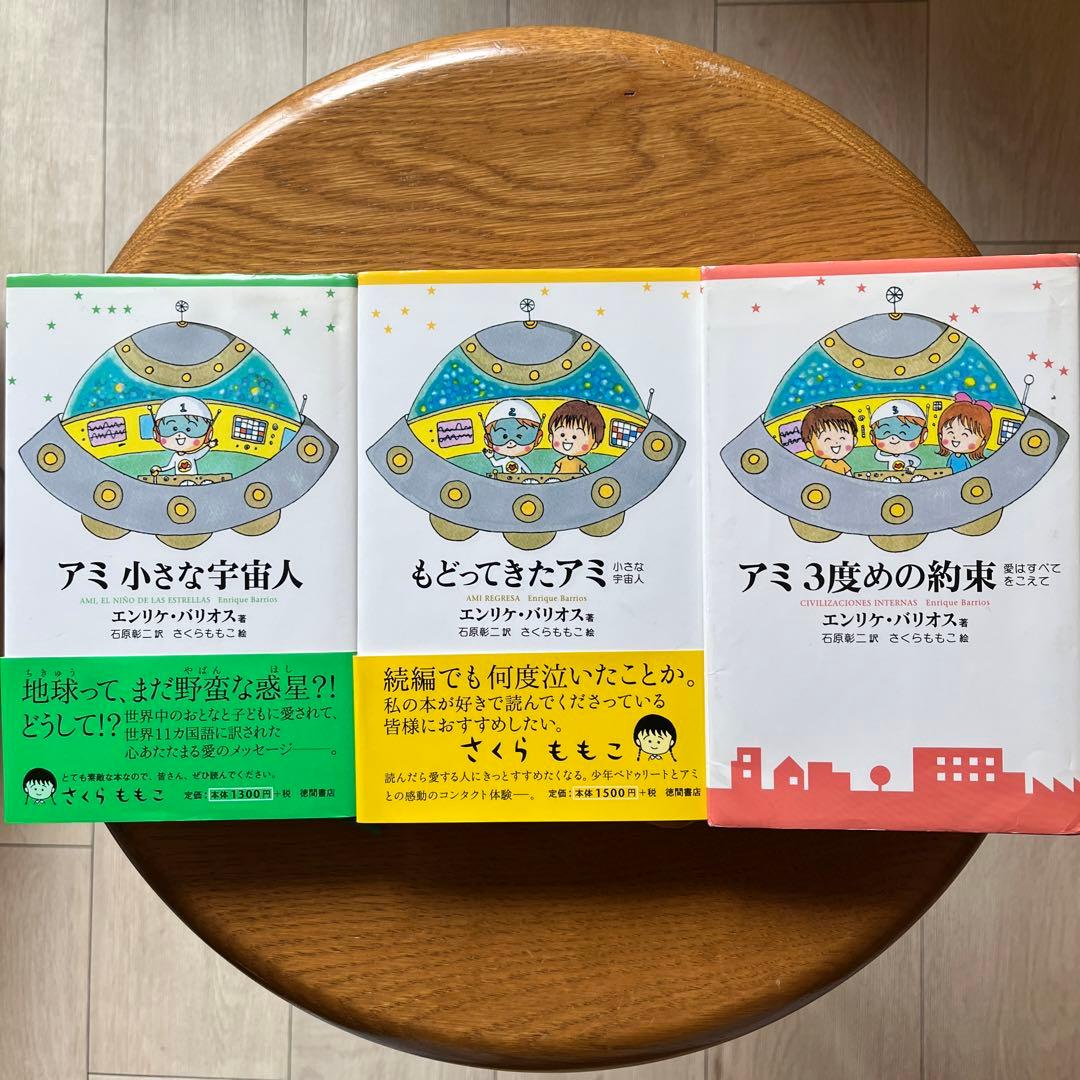 1
アミ 小さな宇宙人
AMI, EL NIÑO DE LAS ESTRELLAS Enrique Barrios
エンリケ・バリオス 著
石原彰二 訳 さくらももこ 絵
ちきゅう やばん ほし
地球って、まだ野蛮な惑星?!
どうして!?
世界中のおとなと子どもに愛されて、
世界11カ国語に訳された
心あたたまる愛のメッセージ――。
とても素敵な本なので、皆さん、ぜひ読んでください。
さくら ももこ
定価:本体1300円+税 徳間書店
2
もどってきたアミ 小さな宇宙人
AMI REGRESA Enrique Barrios
エンリケ・バリオス 著
石原彰二 訳 さくらももこ 絵
続編でも何度泣いたことか。
私の本が好きで読んでくださっている
皆様におすすめしたい。
さくら ももこ
読んだら愛する人にきっとすすめたくなる。少年ペドゥリートとアミ
との感動のコンタクト体験―。 定価:本体1500円+税 徳間書店
3
アミ 3度めの約束 愛はすべてをこえて
CIVILIZACIONES INTERNAS Enrique Barrios
エンリケ・バリオス 著
石原彰二 訳 さくらももこ 絵